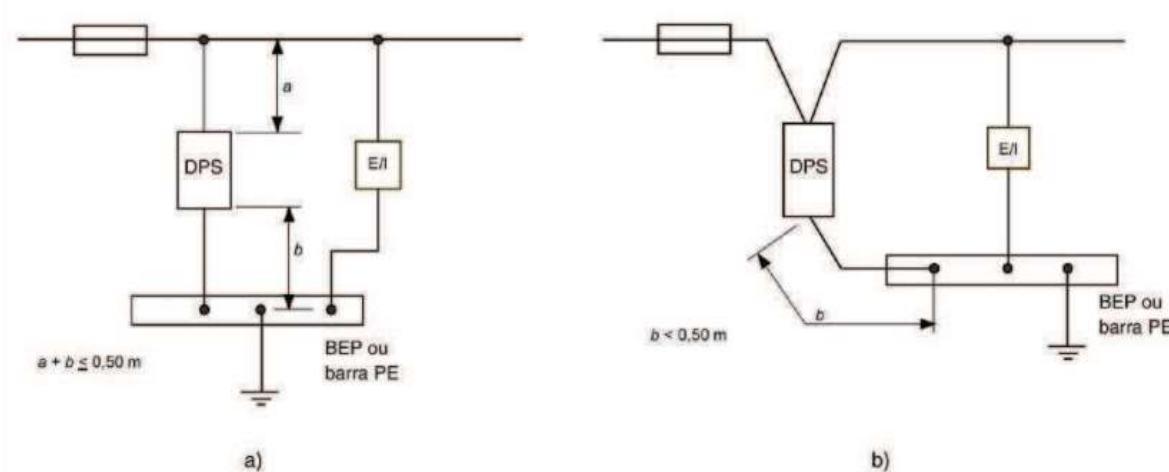 a
DPS
E/I
b
BEP ou
barra PE
a + b ≤ 0,50 m
a)
DPS
E/I
b
BEP ou
barra PE
b < 0,50 m
b)